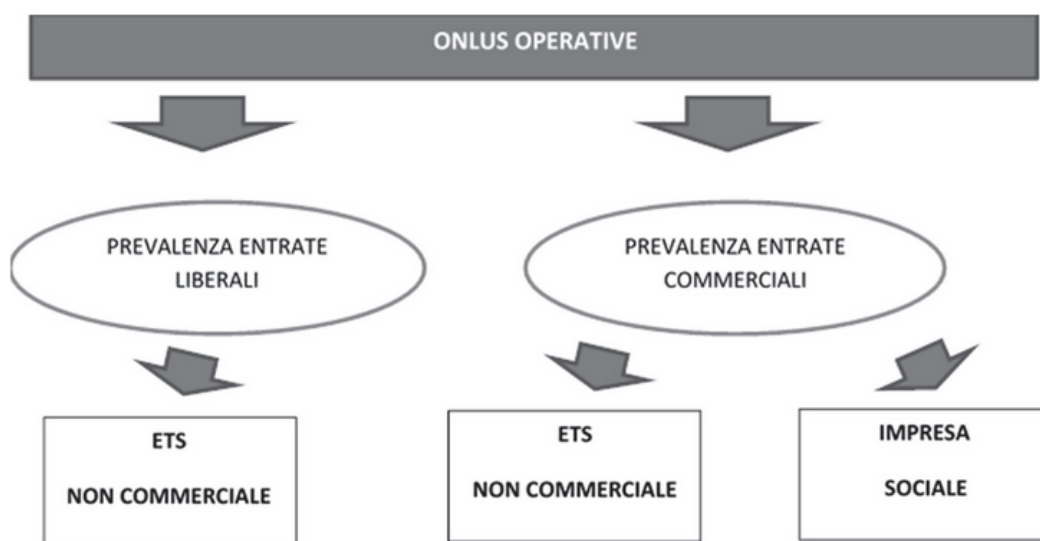 ONLUS OPERATIVE
PREVALENZA ENTRATE
LIBERALI
PREVALENZA ENTRATE
COMMERCIALI
ETS
NON COMMERCIALE
ETS
NON COMMERCIALE
IMPRESA
SOCIALE